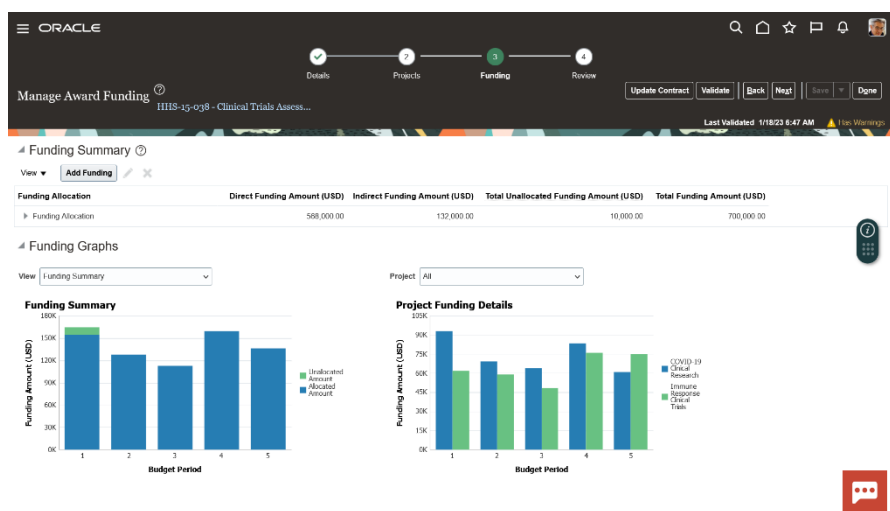 ORACLE
2
3
4
Details
Projects
Funding
Review
Manage Award Funding
HHS-15-038 - Clinical Trials Assess...
Update Contract
Validate
Back
Next
Save
Done
Last Validated 1/18/23 6:47 AM
Has Warnings
Funding Summary
View
Add Funding
Funding Allocation
Direct Funding Amount (USD)
Indirect Funding Amount (USD)
Total Unallocated Funding Amount (USD)
Total Funding Amount (USD)
Funding Allocation
568,000.00
132,000.00
10,000.00
700,000.00
Funding Graphs
View
Funding Summary
Project
All
Funding Summary
180K
150K
120K
90K
60K
30K
0K
Funding Amount (USD)
1
2
3
4
5
Budget Period
Unallocated
Amount
Allocated
Amount
Project Funding Details
105K
90K
75K
60K
45K
30K
15K
0K
Funding Amount (USD)
1
2
3
4
5
Budget Period
COVID-19
Clinical
Research
Immune
Response
Clinical
Trials